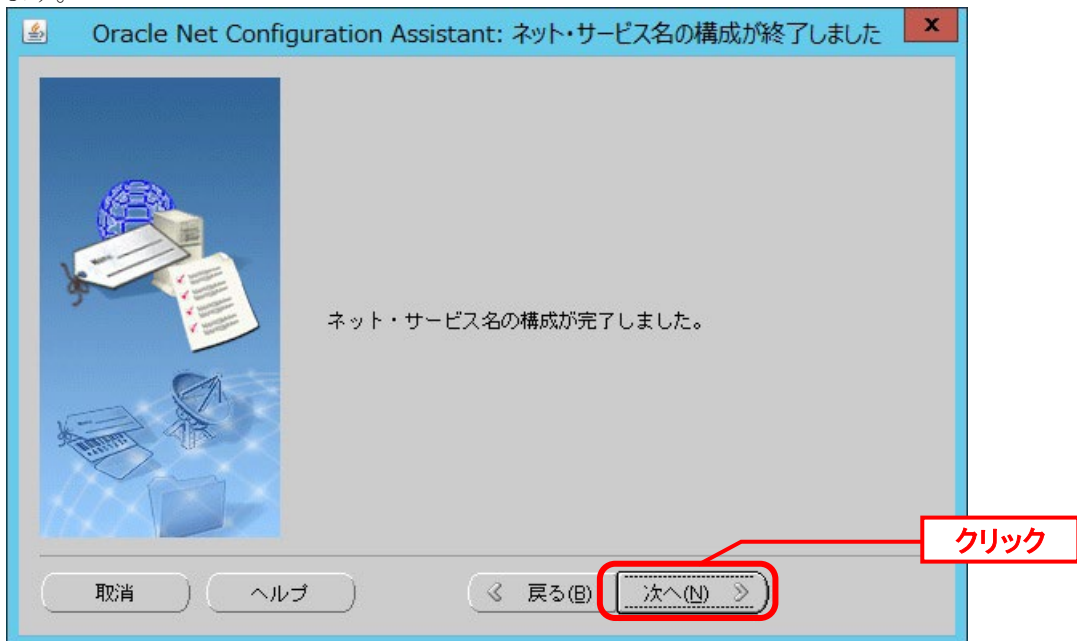 Oracle Net Configuration Assistant: ネット・サービス名の構成が終了しました
ネット・サービス名の構成が完了しました。
クリック
取消 ヘルプ 戻る(B) 次へ(N)